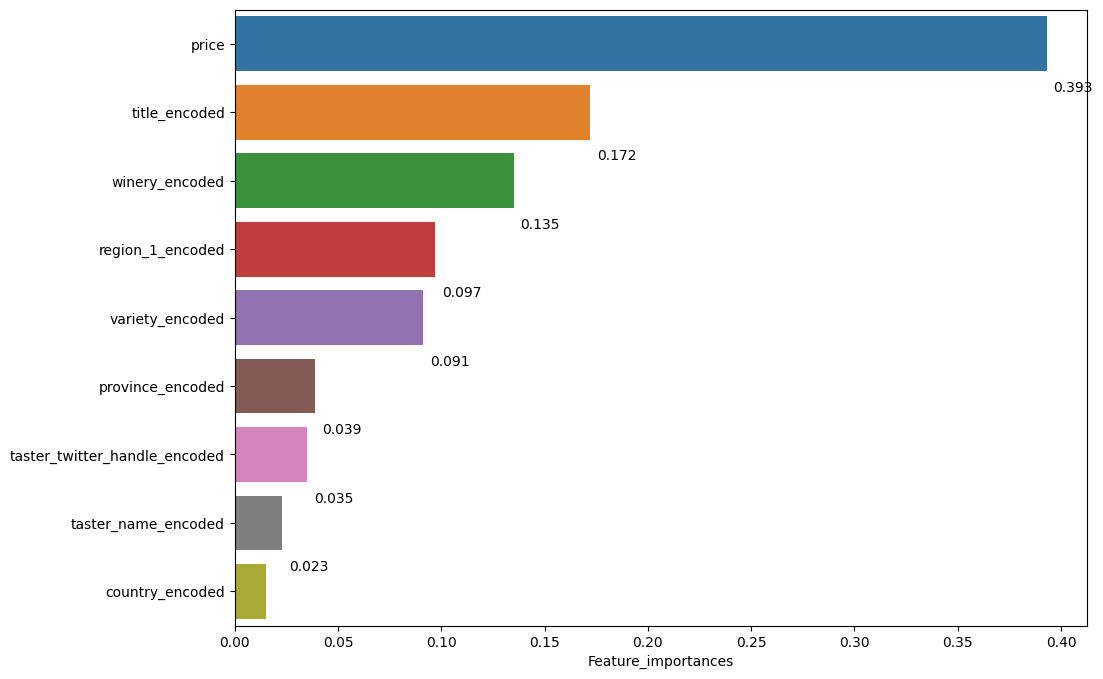 price
0.393
title_encoded
0.172
winery_encoded
0.135
region_1_encoded
0.097
variety_encoded
0.091
province_encoded
0.039
taster_twitter_handle_encoded
0.035
taster_name_encoded
0.023
country_encoded
0.00 0.05 0.10 0.15 0.20 0.25 0.30 0.35 0.40
Feature_importances